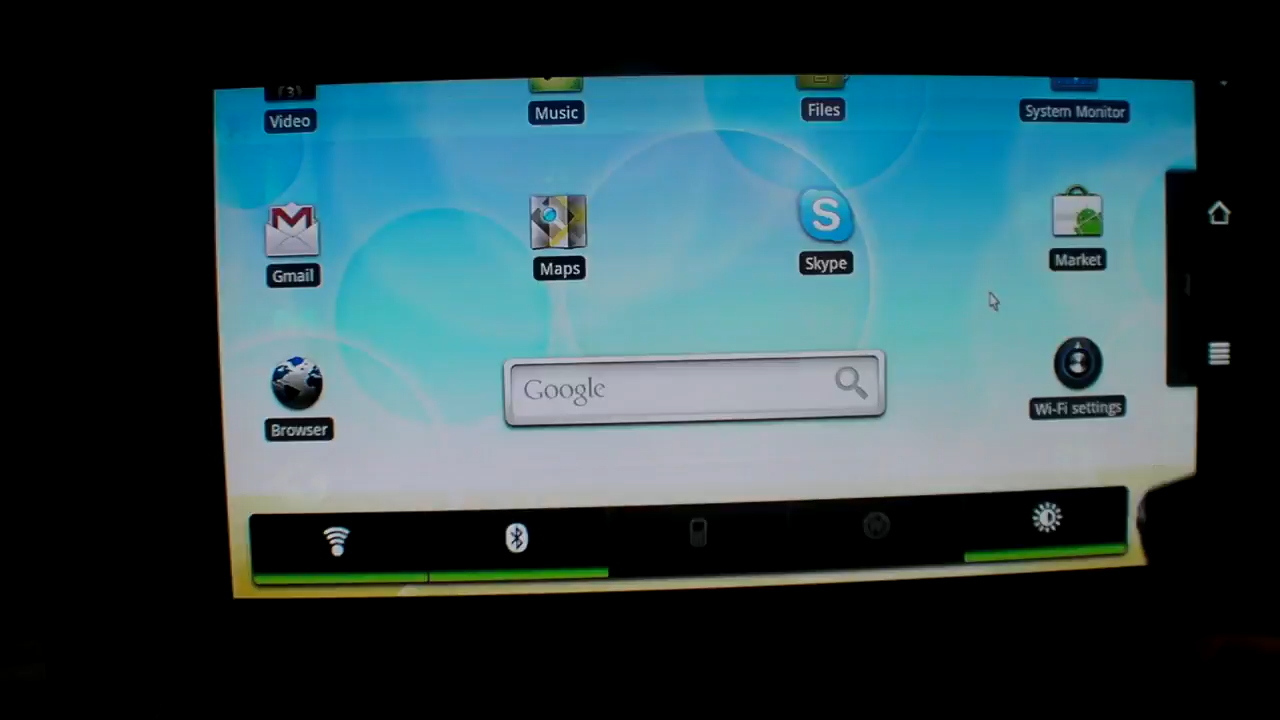 Video
Music
Files
System Monitor
Gmail
Maps
Skype
Market
Browser
Google
Wi-Fi settings